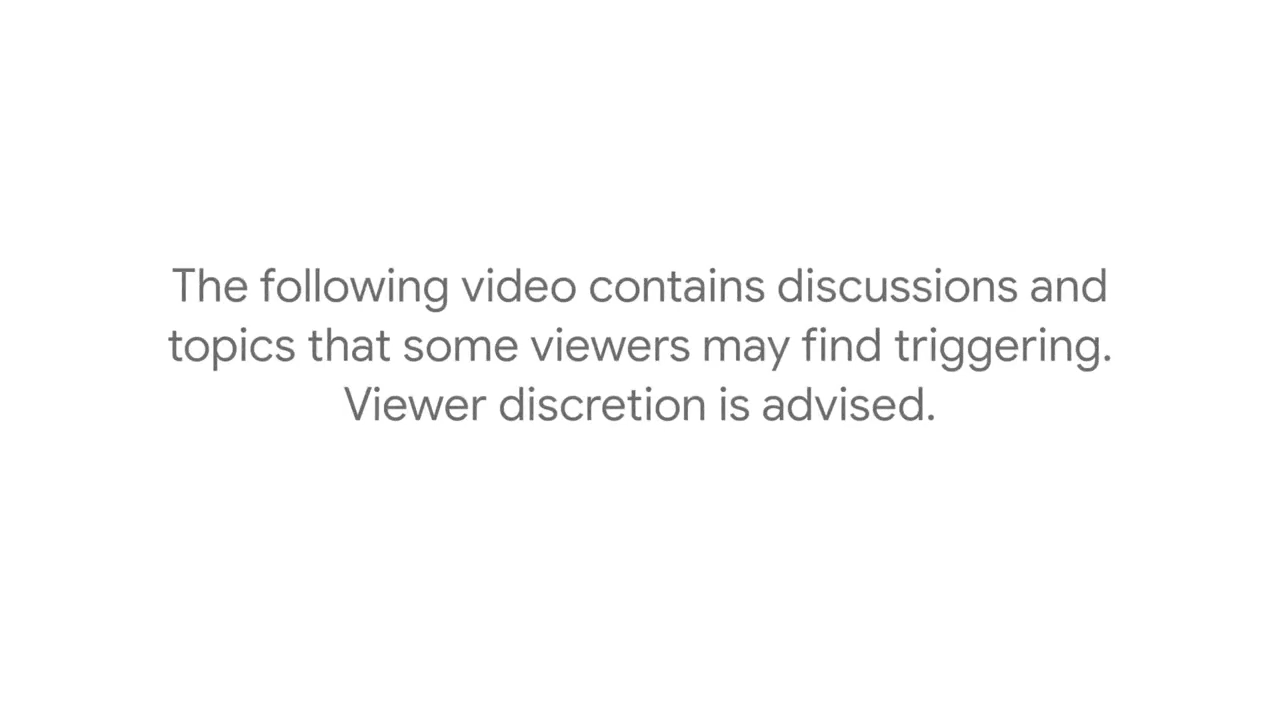 The following video contains discussions and
topics that some viewers may find triggering.
Viewer discretion is advised.